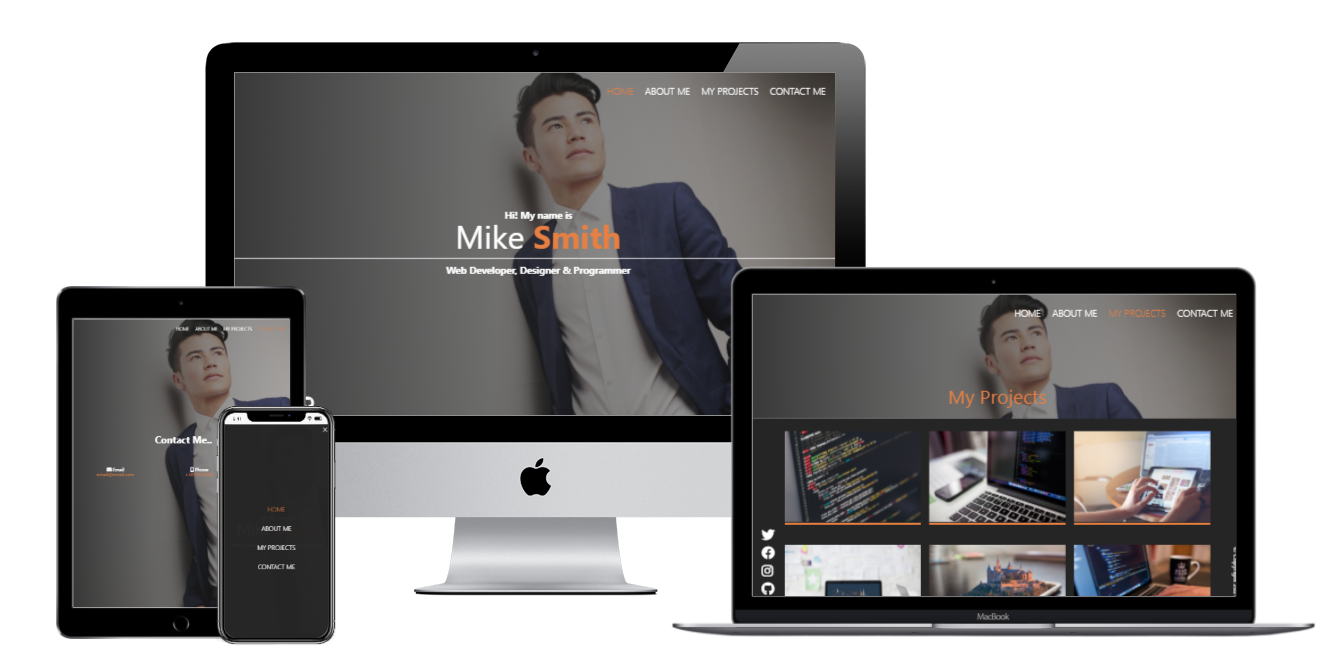 HOME ABOUT ME MY PROJECTS CONTACT ME
Hi! My name is
Mike Smith
Web Developer, Designer & Programmer
HOME ABOUT ME MY PROJECTS CONTACT ME
My Projects
MacBook
HOME ABOUT ME MY PROJECTS
Contact Me..
Email
Phone
HOME
ABOUT ME
MY PROJECTS
CONTACT ME